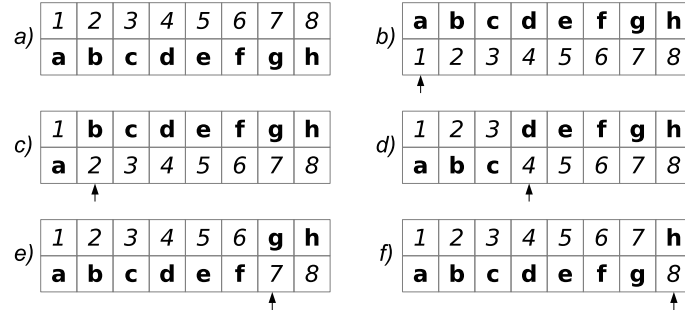 a) 1 2 3 4 5 6 7 8
a b c d e f g h
b) a b c d e f g h
1 2 3 4 5 6 7 8
c) 1 b c d e f g h
a 2 3 4 5 6 7 8
d) 1 2 3 d e f g h
a b c 4 5 6 7 8
e) 1 2 3 4 5 6 g h
a b c d e f 7 8
f) 1 2 3 4 5 6 7 h
a b c d e f g 8